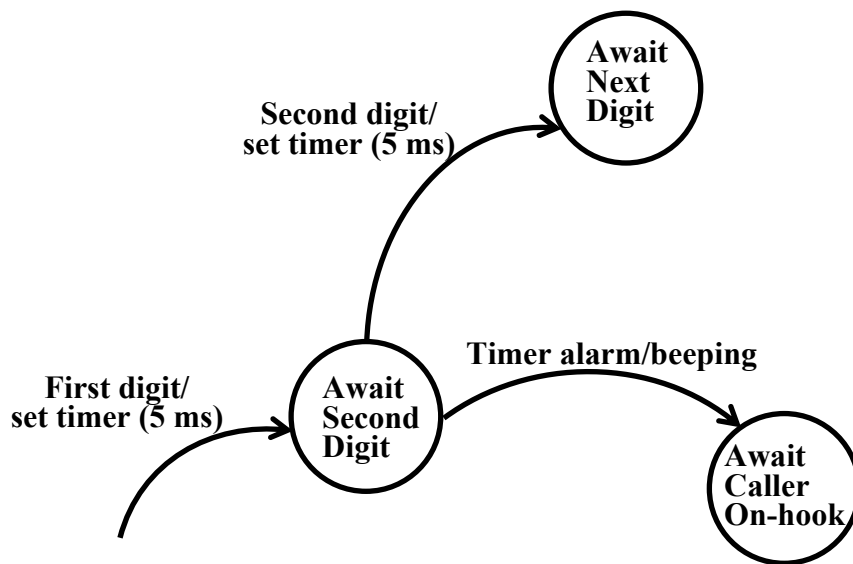 Await
Next
Digit
Second digit/
set timer (5 ms)
Timer alarm/beeping
First digit/
set timer (5 ms)
Await
Second
Digit
Await
Caller
On-hook